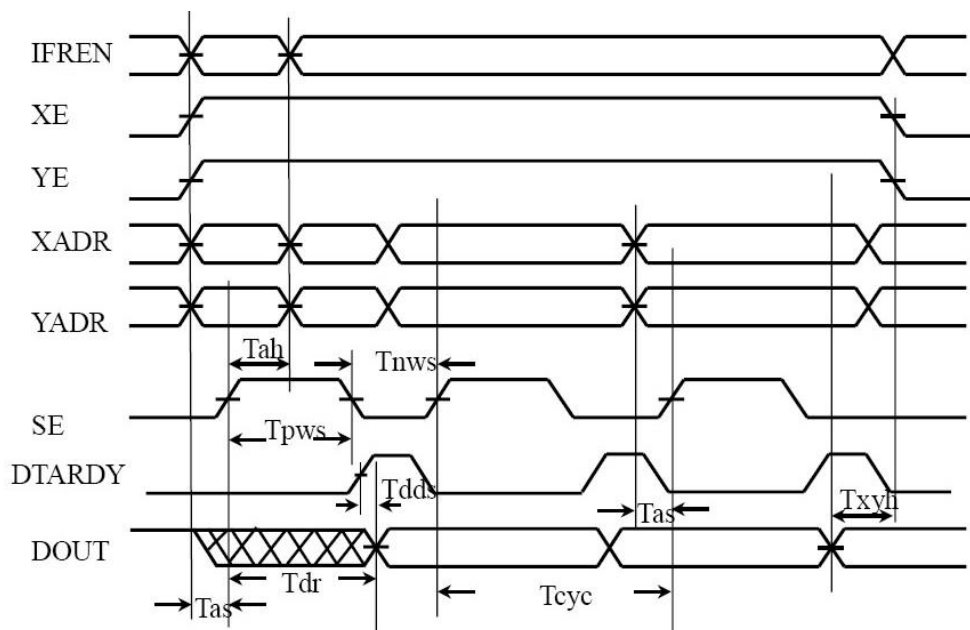 IFREN
XE
YE
XADR
YADR
Tah
Tnws
SE
Tpws
DTARDY
Tdds
Tas
Txyh
DOUT
Tdr
Tas
Tcyc